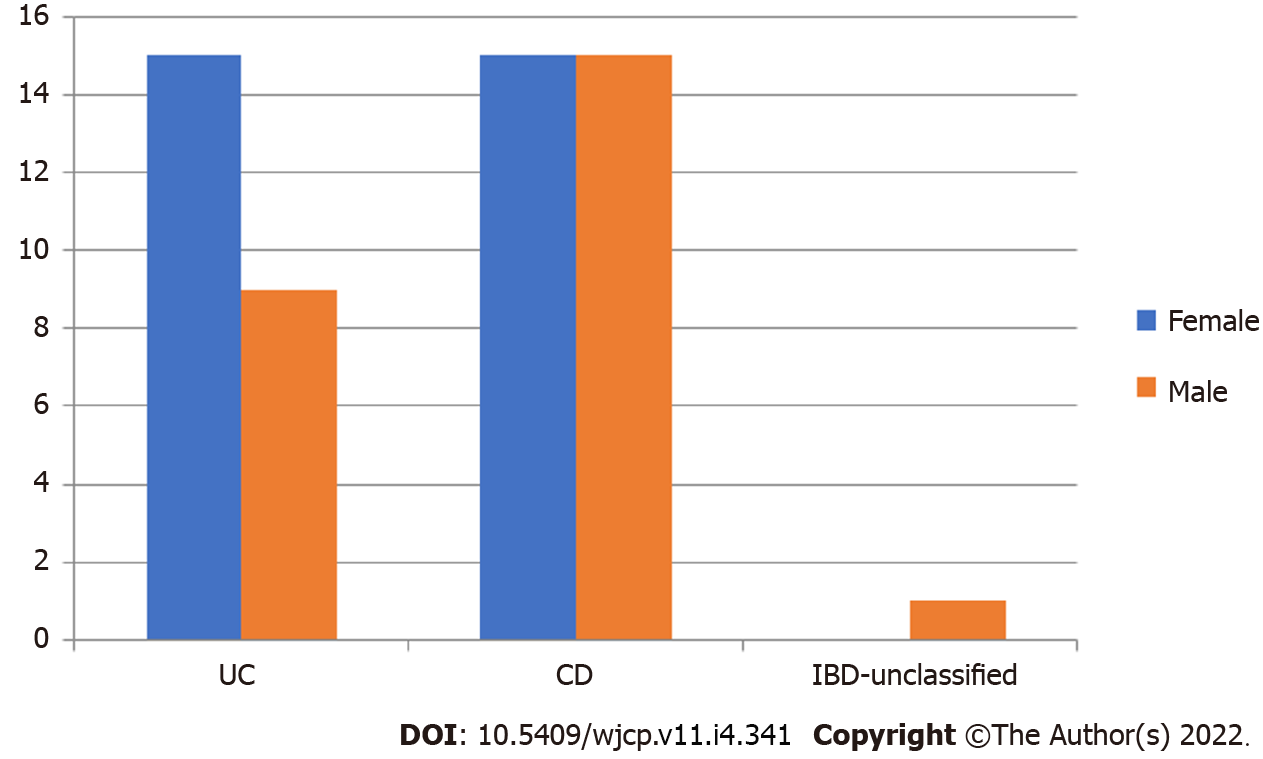 16
14
12
10
8
6
4
2
0
UC CD IBD-unclassified
Female
Male
DOI: 10.5409/wjcp.v11.i4.341 Copyright ©The Author(s) 2022.